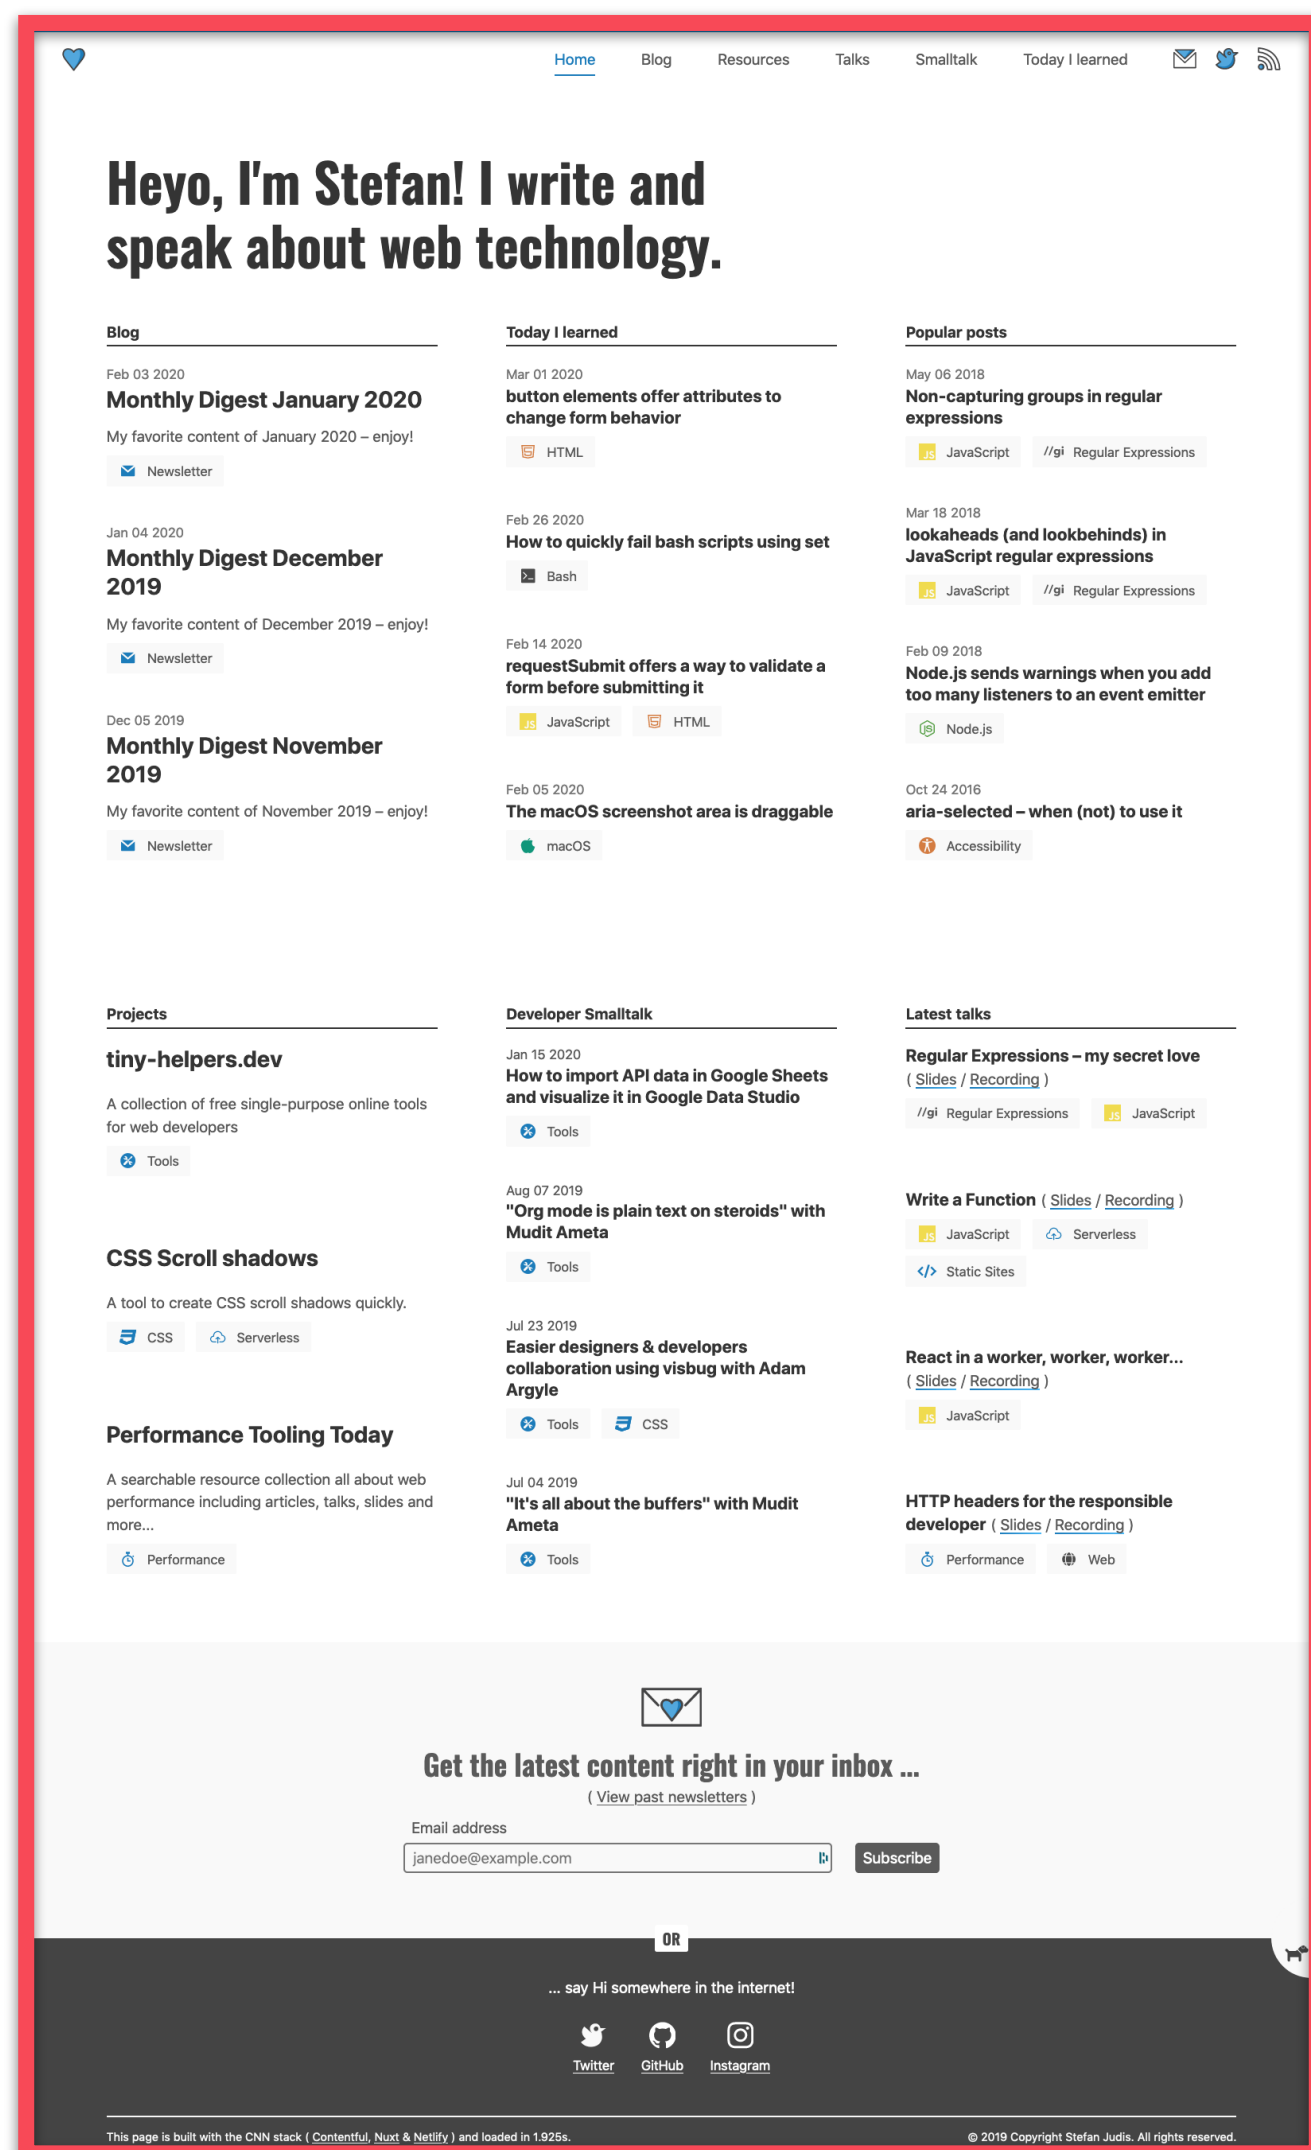 Home Blog Resources Talks Smalltalk Today I learned
Heyo, I'm Stefan! I write and
speak about web technology.
Blog
Feb 03 2020
Monthly Digest January 2020
My favorite content of January 2020 – enjoy!
Newsletter
Jan 04 2020
Monthly Digest December
2019
My favorite content of December 2019 – enjoy!
Newsletter
Dec 05 2019
Monthly Digest November
2019
My favorite content of November 2019 – enjoy!
Newsletter
Today I learned
Mar 01 2020
button elements offer attributes to
change form behavior
HTML
Feb 26 2020
How to quickly fail bash scripts using set
Bash
Feb 14 2020
requestSubmit offers a way to validate a
form before submitting it
JS JavaScript HTML
Feb 05 2020
The macOS screenshot area is draggable
macOS
Popular posts
May 06 2018
Non-capturing groups in regular
expressions
JS JavaScript //gi Regular Expressions
Mar 18 2018
lookaheads (and lookbehinds) in
JavaScript regular expressions
JS JavaScript //gi Regular Expressions
Feb 09 2018
Node.js sends warnings when you add
too many listeners to an event emitter
JS Node.js
Oct 24 2016
aria-selected – when (not) to use it
Accessibility
Projects
tiny-helpers.dev
A collection of free single-purpose online tools
for web developers
Tools
CSS Scroll shadows
A tool to create CSS scroll shadows quickly.
CSS Serverless
Performance Tooling Today
A searchable resource collection all about web
performance including articles, talks, slides and
more...
Performance
Developer Smalltalk
Jan 15 2020
How to import API data in Google Sheets
and visualize it in Google Data Studio
Tools
Aug 07 2019
"Org mode is plain text on steroids" with
Mudit Ameta
Tools
Jul 23 2019
Easier designers & developers
collaboration using visbug with Adam
Argyle
Tools CSS
Jul 04 2019
"It's all about the buffers" with Mudit
Ameta
Tools
Latest talks
Regular Expressions – my secret love
( Slides / Recording )
//gi Regular Expressions JS JavaScript
Write a Function ( Slides / Recording )
JS JavaScript Serverless
</> Static Sites
React in a worker, worker, worker...
( Slides / Recording )
JS JavaScript
HTTP headers for the responsible
developer ( Slides / Recording )
Performance Web
Get the latest content right in your inbox ...
( View past newsletters )
Email address
janedoe@example.com Subscribe
OR
... say Hi somewhere in the internet!
Twitter GitHub Instagram
This page is built with the CNN stack ( Contentful, Nuxt & Netlify ) and loaded in 1.925s. © 2019 Copyright Stefan Judis. All rights reserved.